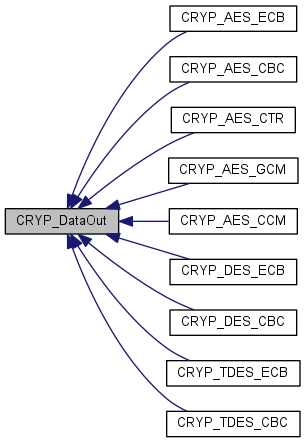 CRYP_AES_ECB
CRYP_AES_CBC
CRYP_AES_CTR
CRYP_AES_GCM
CRYP_DataOut
CRYP_AES_CCM
CRYP_DES_ECB
CRYP_DES_CBC
CRYP_TDES_ECB
CRYP_TDES_CBC